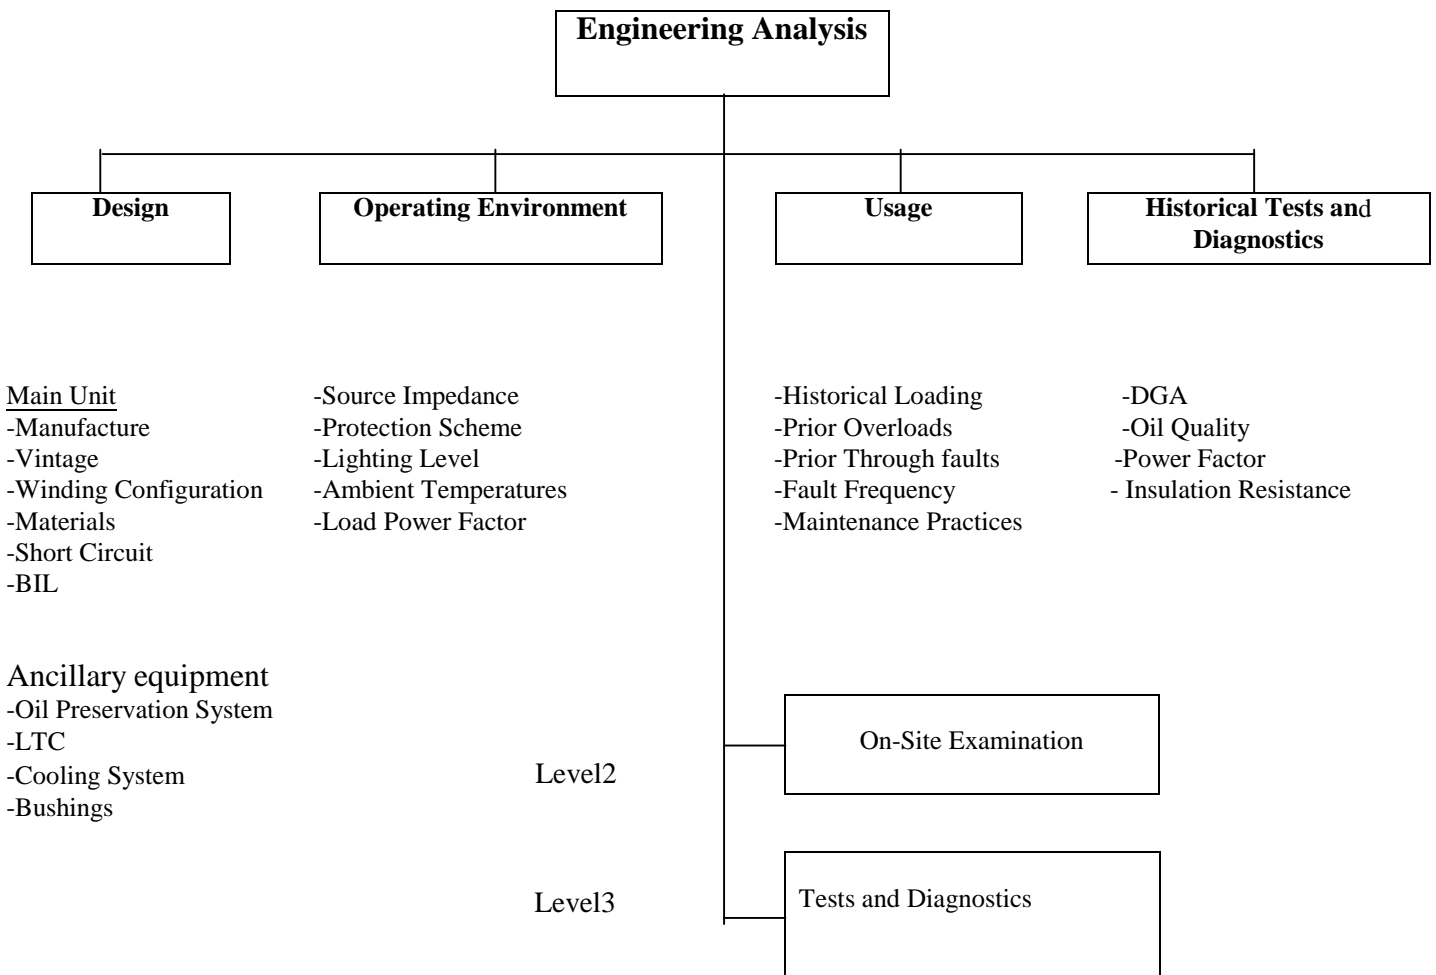 Engineering Analysis
Design
Operating Environment
Usage
Historical Tests and
Diagnostics
Main Unit
-Manufacture
-Vintage
-Winding Configuration
-Materials
-Short Circuit
-BIL
-Source Impedance
-Protection Scheme
-Lighting Level
-Ambient Temperatures
-Load Power Factor
-Historical Loading
-Prior Overloads
-Prior Through faults
-Fault Frequency
-Maintenance Practices
-DGA
-Oil Quality
-Power Factor
- Insulation Resistance
Ancillary equipment
-Oil Preservation System
-LTC
-Cooling System
-Bushings
Level2
On-Site Examination
Level3
Tests and Diagnostics